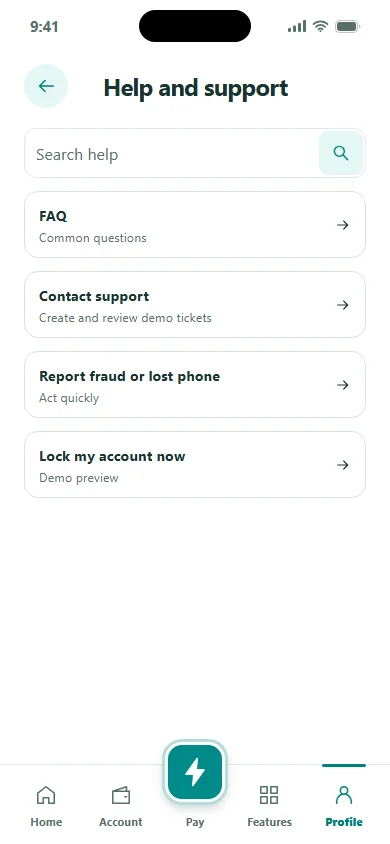 9:41
Help and support
Search help
FAQ
Common questions
Contact support
Create and review demo tickets
Report fraud or lost phone
Act quickly
Lock my account now
Demo preview
Home Account Pay Features Profile